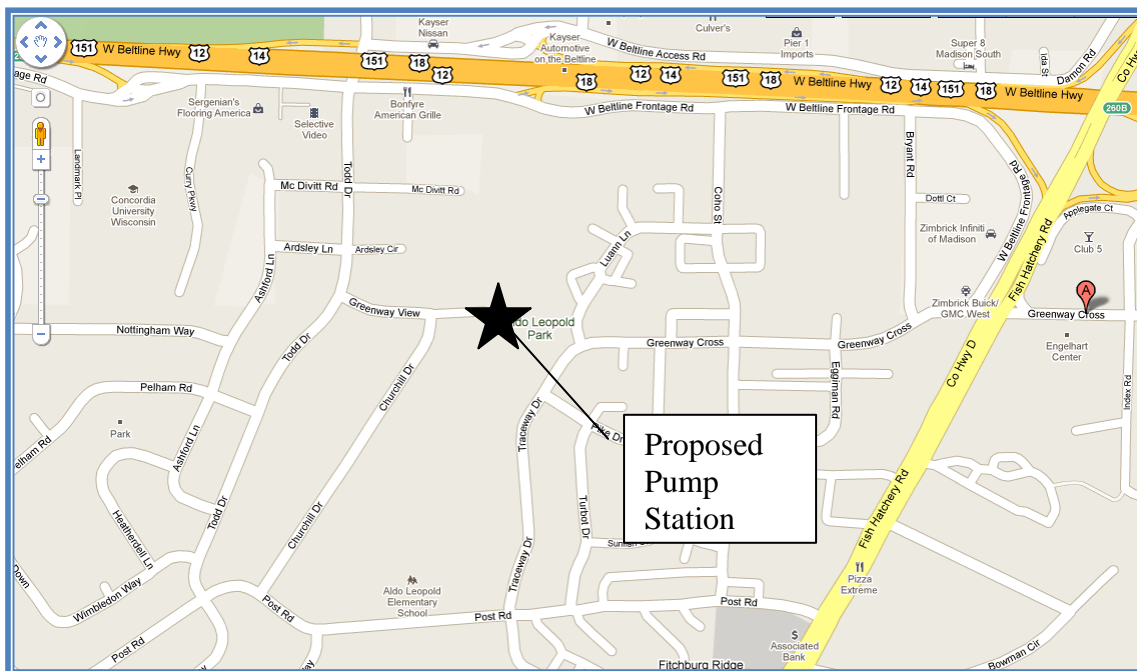 Kayser
Nissan
Culver's
Kayser
Automotive
on the Beltline
W Beltline Access Rd
Pier 1
Imports
Super 8
Madison South
Ida St
Damon Rd
Co Hwy
151
W Beltline Hwy
12
14
151
18
12
18
12
14
151
18
W Beltline Hwy
12
14
151
18
W Beltline Hwy
260B
Sergenian's
Flooring America
Selective
Video
Bonfyre
American Grille
W Beltline Frontage Rd
W Beltline Frontage Rd
Landmark Pl
Curry Pkwy
Todd Dr
Bryant Rd
W Beltline Frontage Rd
Concordia
University
Wisconsin
Mc Divitt Rd
Mc Divitt Rd
Coho St
Dottl Ct
Applegate Ct
Zimbrick Infiniti
of Madison
Club 5
Ardsley Ln
Ardsley Cir
Luann Ln
Ashford Ln
Fish Hatchery Rd
A
Greenway View
Zimbrick Buick/
GMC West
Greenway Cross
Nottingham Way
Todd Dr
Leopold
Park
Greenway Cross
Greenway Cross
Engelhart
Center
Co Hwy D
Pelham Rd
Churchill Dr
Eggiman Rd
Index Rd
Park
elham Rd
Ashford Ln
Traceway Dr
Pike Dr
Proposed
Pump
Station
Todd Dr
Heatherdell Ln
Churchill Dr
Turbot Dr
Fish Hatchery Rd
Traceway Dr
Down
Wimbledon Way
Aldo Leopold
Elementary
School
Pizza
Extreme
Post Rd
Post Rd
Post Rd
Associated
Bank
Bowman Cir
Fitchburg Ridge